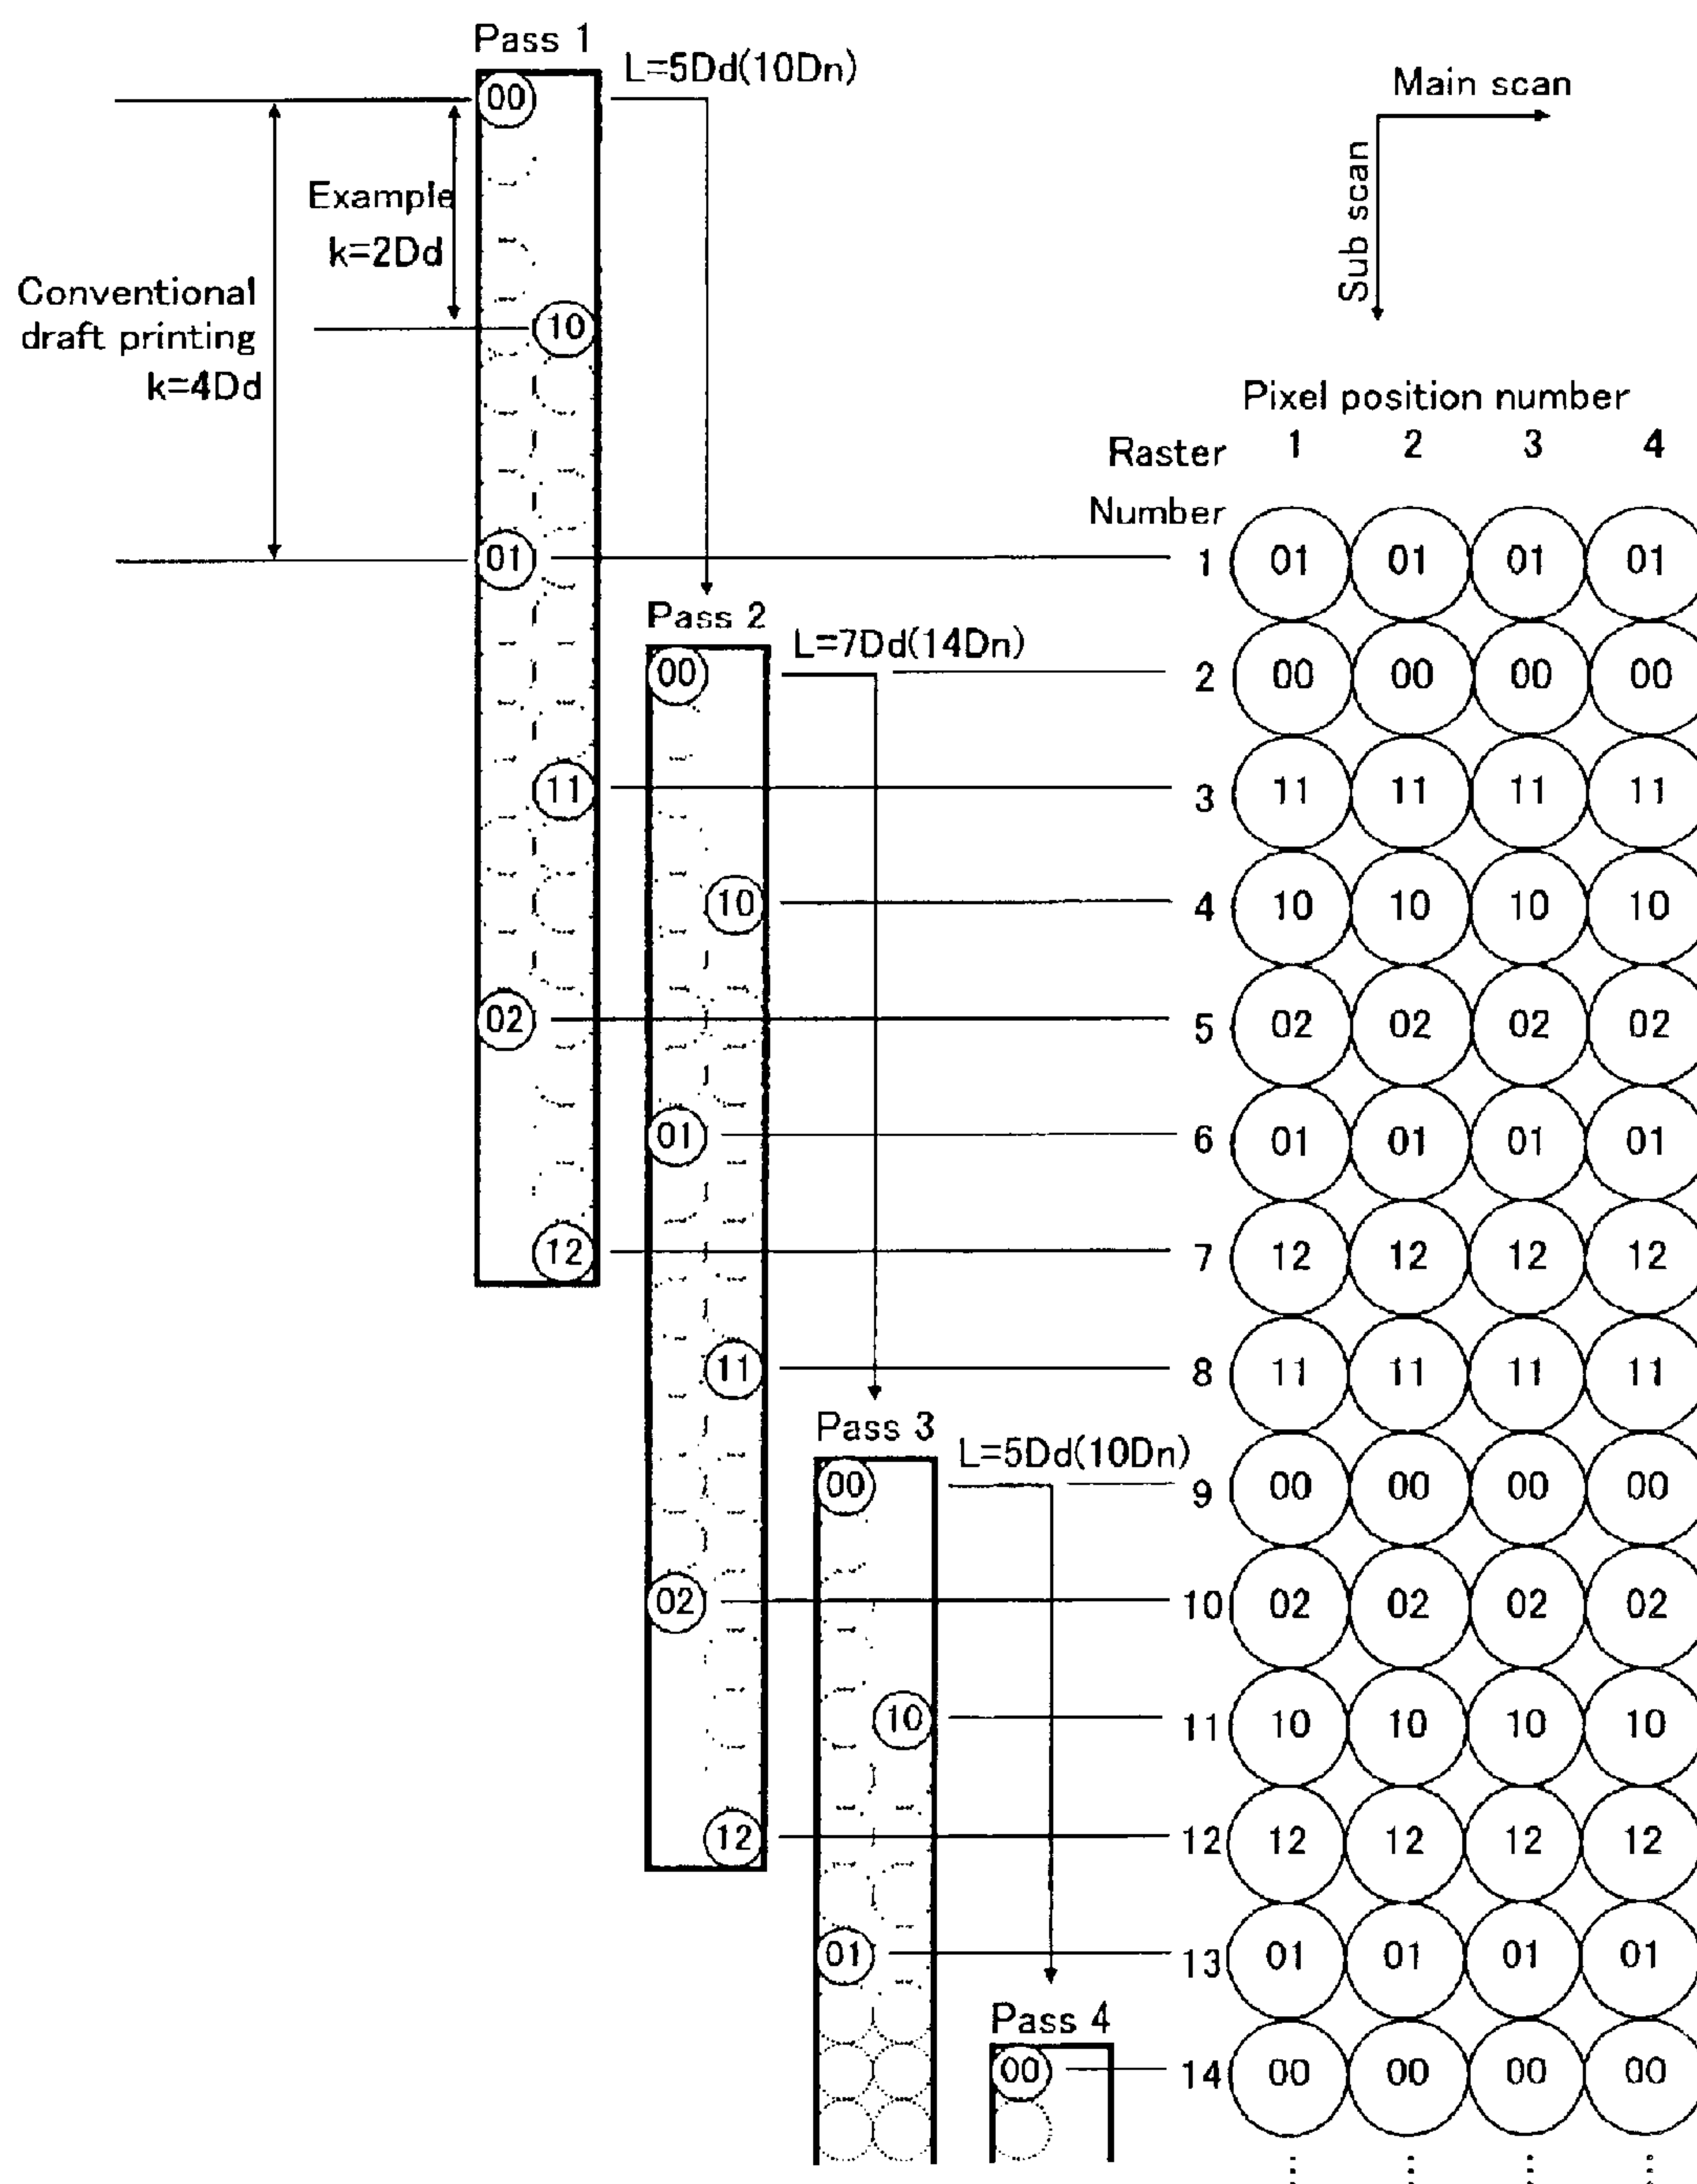 Pass 1
L=5Dd(10Dn)
Main scan
Sub scan
00
Example
k=2Dd
10
Conventional
draft printing
k=4Dd
01
11
02
12
Pass 2
L=7Dd(14Dn)
00
10
01
11
02
12
Pass 3
L=5Dd(10Dn)
00
10
01
Pass 4
00
Pixel position number
Raster 1 2 3 4
Number
1 01 01 01 01
2 00 00 00 00
3 11 11 11 11
4 10 10 10 10
5 02 02 02 02
6 01 01 01 01
7 12 12 12 12
8 11 11 11 11
9 00 00 00 00
10 02 02 02 02
11 10 10 10 10
12 12 12 12 12
13 01 01 01 01
14 00 00 00 00